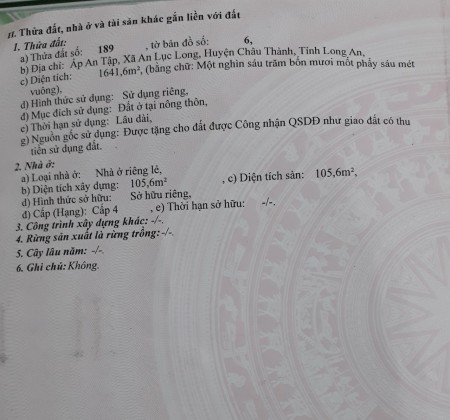 II. Thửa đất, nhà ở và tài sản khác gắn liền với đất
1. Thửa đất:
a) Thửa đất số: 189 , tờ bản đồ số: 6,
b) Địa chỉ: Ấp An Tập, Xã An Lục Long, Huyện Châu Thành, Tỉnh Long An,
c) Diện tích: 1641,6m², (bằng chữ: Một nghìn sáu trăm bốn mươi mốt phẩy sáu mét
vuông),
d) Hình thức sử dụng: Sử dụng riêng,
đ) Mục đích sử dụng: Đất ở tại nông thôn,
e) Thời hạn sử dụng: Lâu dài,
g) Nguồn gốc sử dụng: Được tặng cho đất được Công nhận QSDĐ như giao đất có thu
tiền sử dụng đất.
2. Nhà ở:
a) Loại nhà ở: Nhà ở riêng lẻ,
b) Diện tích xây dựng: 105,6m² , c) Diện tích sàn: 105,6m²,
d) Hình thức sở hữu: Sở hữu riêng,
đ) Cấp (Hạng): Cấp 4 , e) Thời hạn sở hữu: -/-.
3. Công trình xây dựng khác: -/-.
4. Rừng sản xuất là rừng trồng: -/-.
5. Cây lâu năm: -/-.
6. Ghi chú: Không.